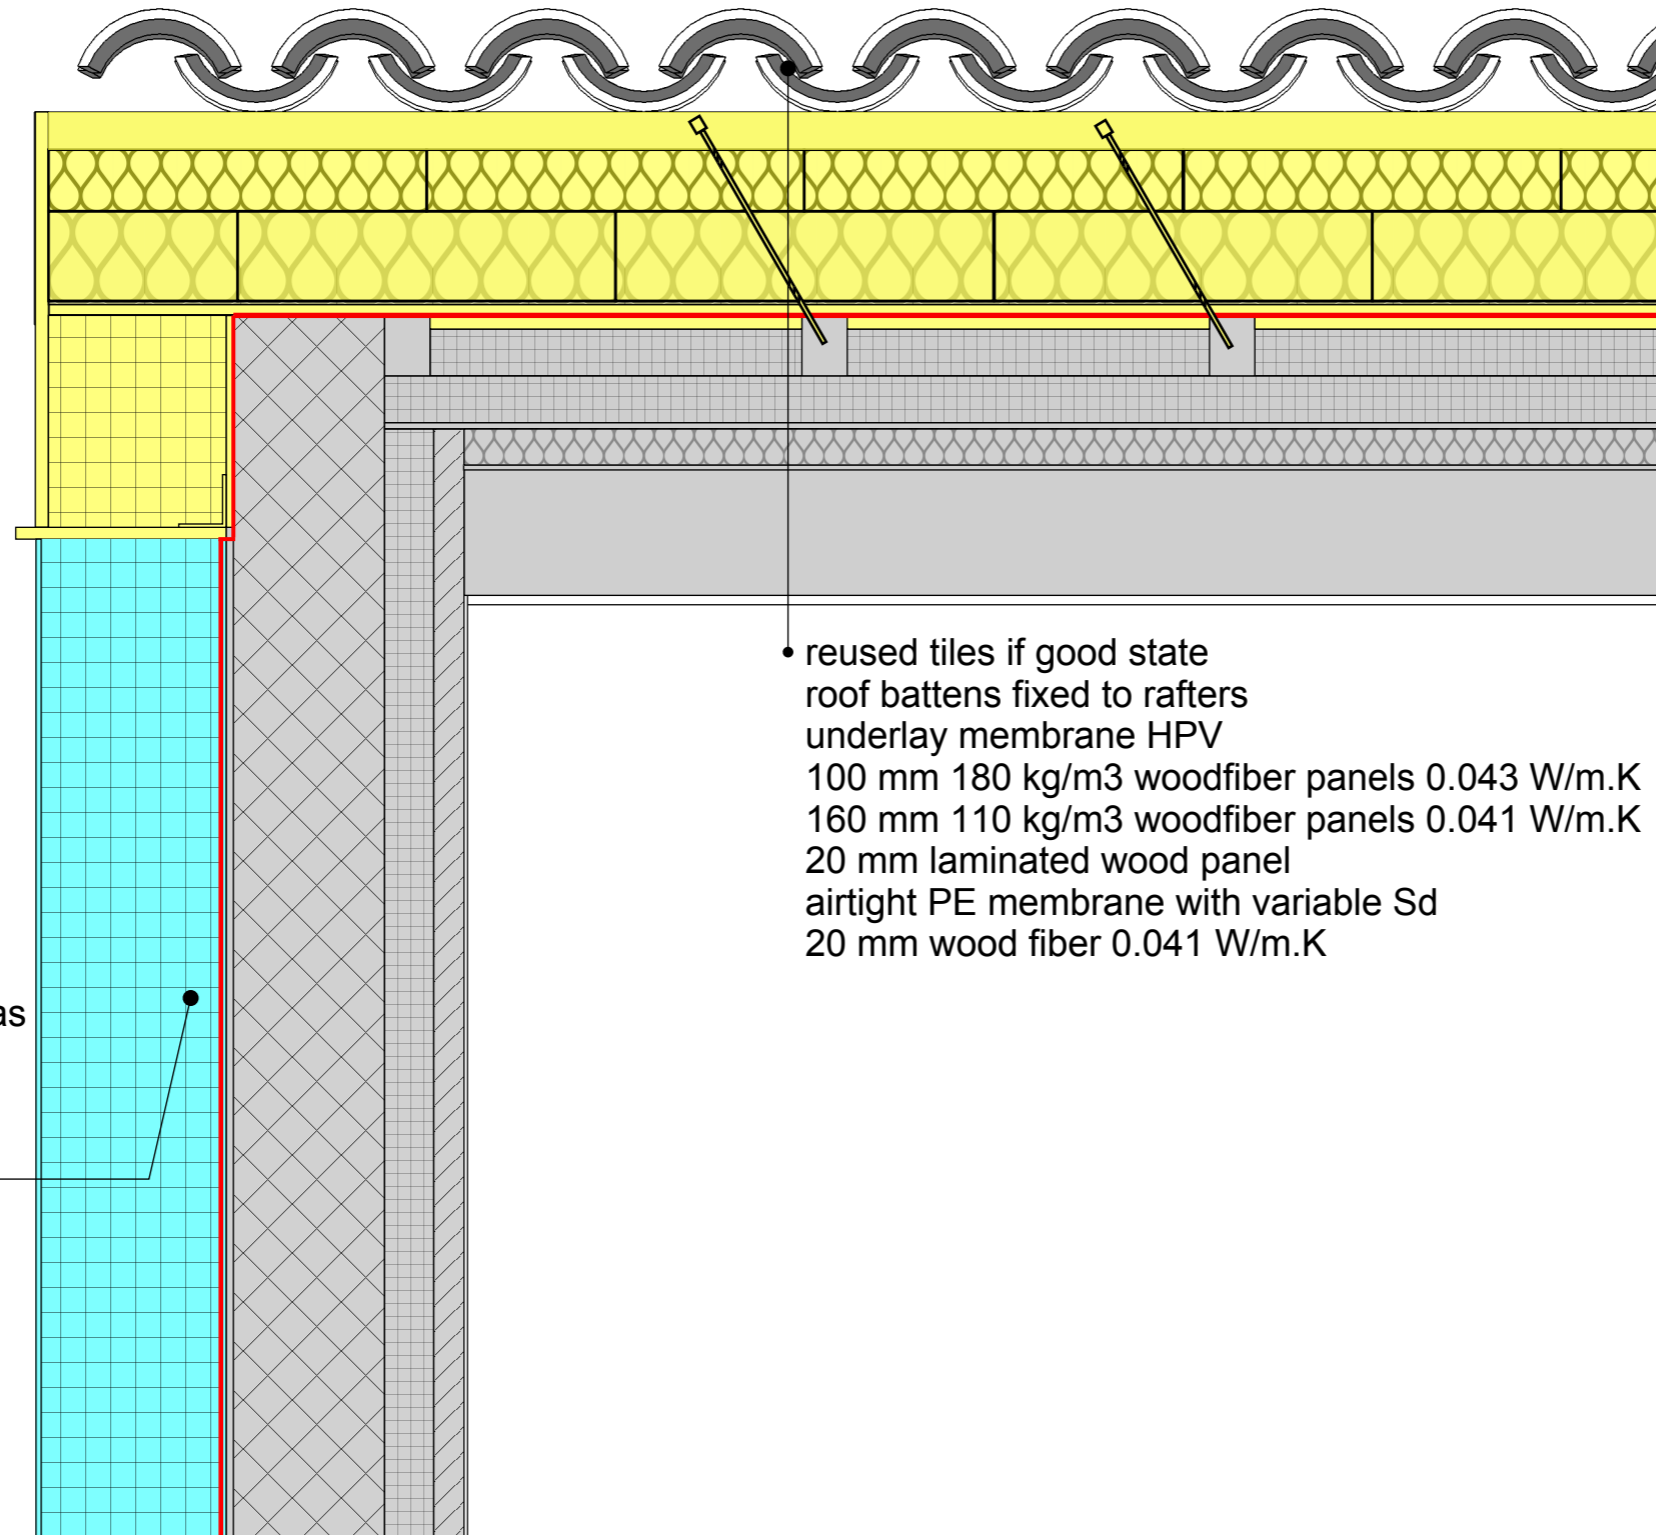 reused tiles if good state
roof battens fixed to rafters
underlay membrane HPV
100 mm 180 kg/m3 woodfiber panels 0.043 W/m.K
160 mm 110 kg/m3 woodfiber panels 0.041 W/m.K
20 mm laminated wood panel
airtight PE membrane with variable Sd
20 mm wood fiber 0.041 W/m.K
as